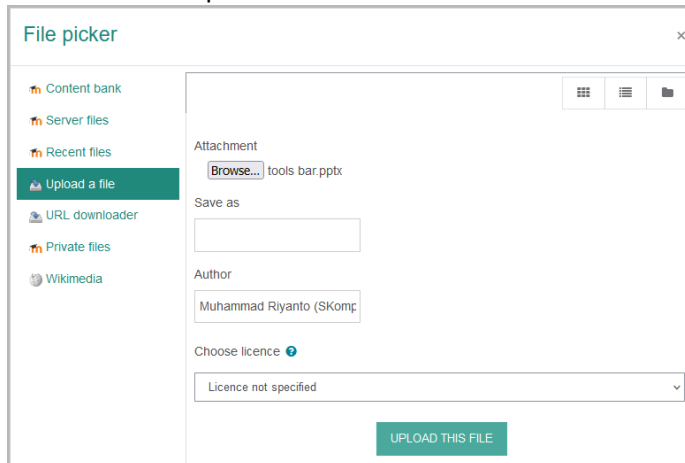 File picker
×
Content bank
Server files
Recent files
Upload a file
URL downloader
Private files
Wikimedia
Attachment
Browse... tools bar.pptx
Save as
Author
Muhammad Riyanto (SKomp
Choose licence ?
Licence not specified
UPLOAD THIS FILE